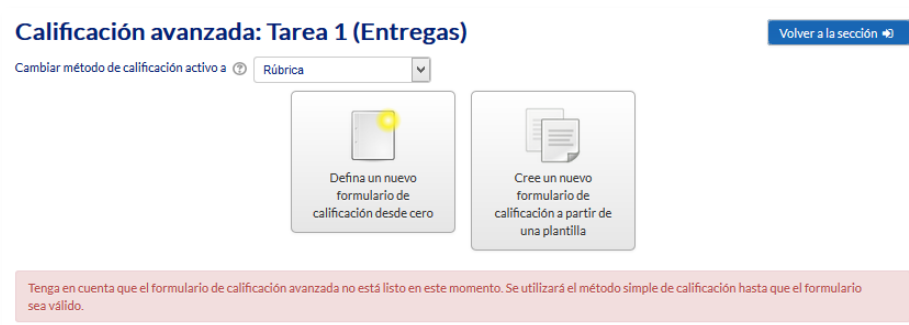 Calificación avanzada: Tarea 1 (Entregas)
Volver a la sección
Cambiar método de calificación activo a
Rúbrica
Defina un nuevo
formulario de
calificación desde cero
Cree un nuevo
formulario de
calificación a partir de
una plantilla
Tenga en cuenta que el formulario de calificación avanzada no está listo en este momento. Se utilizará el método simple de calificación hasta que el formulario
sea válido.